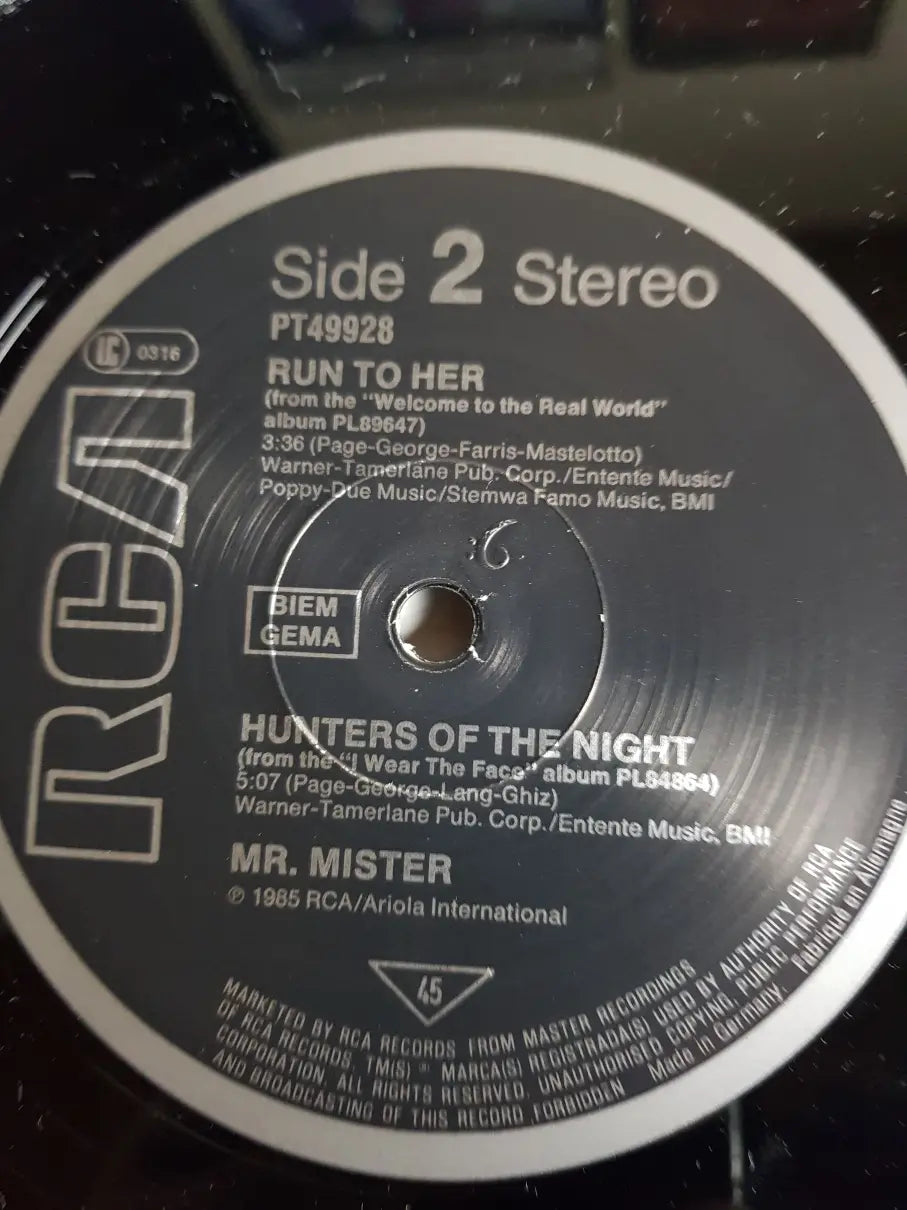 Side 2 Stereo
PT49928
LC 0316
RUN TO HER
(from the "Welcome to the Real World"
album PL89647)
3:36 (Page-George-Farris-Mastelotto)
Warner-Tamerlane Pub. Corp./Entente Music/
Poppy-Due Music/Stemwa Famo Music, BMI
RCA
6
BIEM
GEMA
HUNTERS OF THE NIGHT
(from the "I Wear The Face" album PL84864)
5:07 (Page-George-Lang-Ghiz)
Warner-Tamerlane Pub. Corp./Entente Music, BMI
MR. MISTER
℗ 1985 RCA/Ariola International
45
MARKETED BY RCA RECORDS FROM MASTER RECORDINGS
OF RCA RECORDS, TM(S) ® MARCA(S) REGISTRADA(S) USED BY AUTHORITY OF RCA
CORPORATION, ALL RIGHTS RESERVED, UNAUTHORISED COPYING, PUBLIC PERFORMANCE
AND BROADCASTING OF THIS RECORD FORBIDDEN Made in Germany. Fabriqué en Allemagne